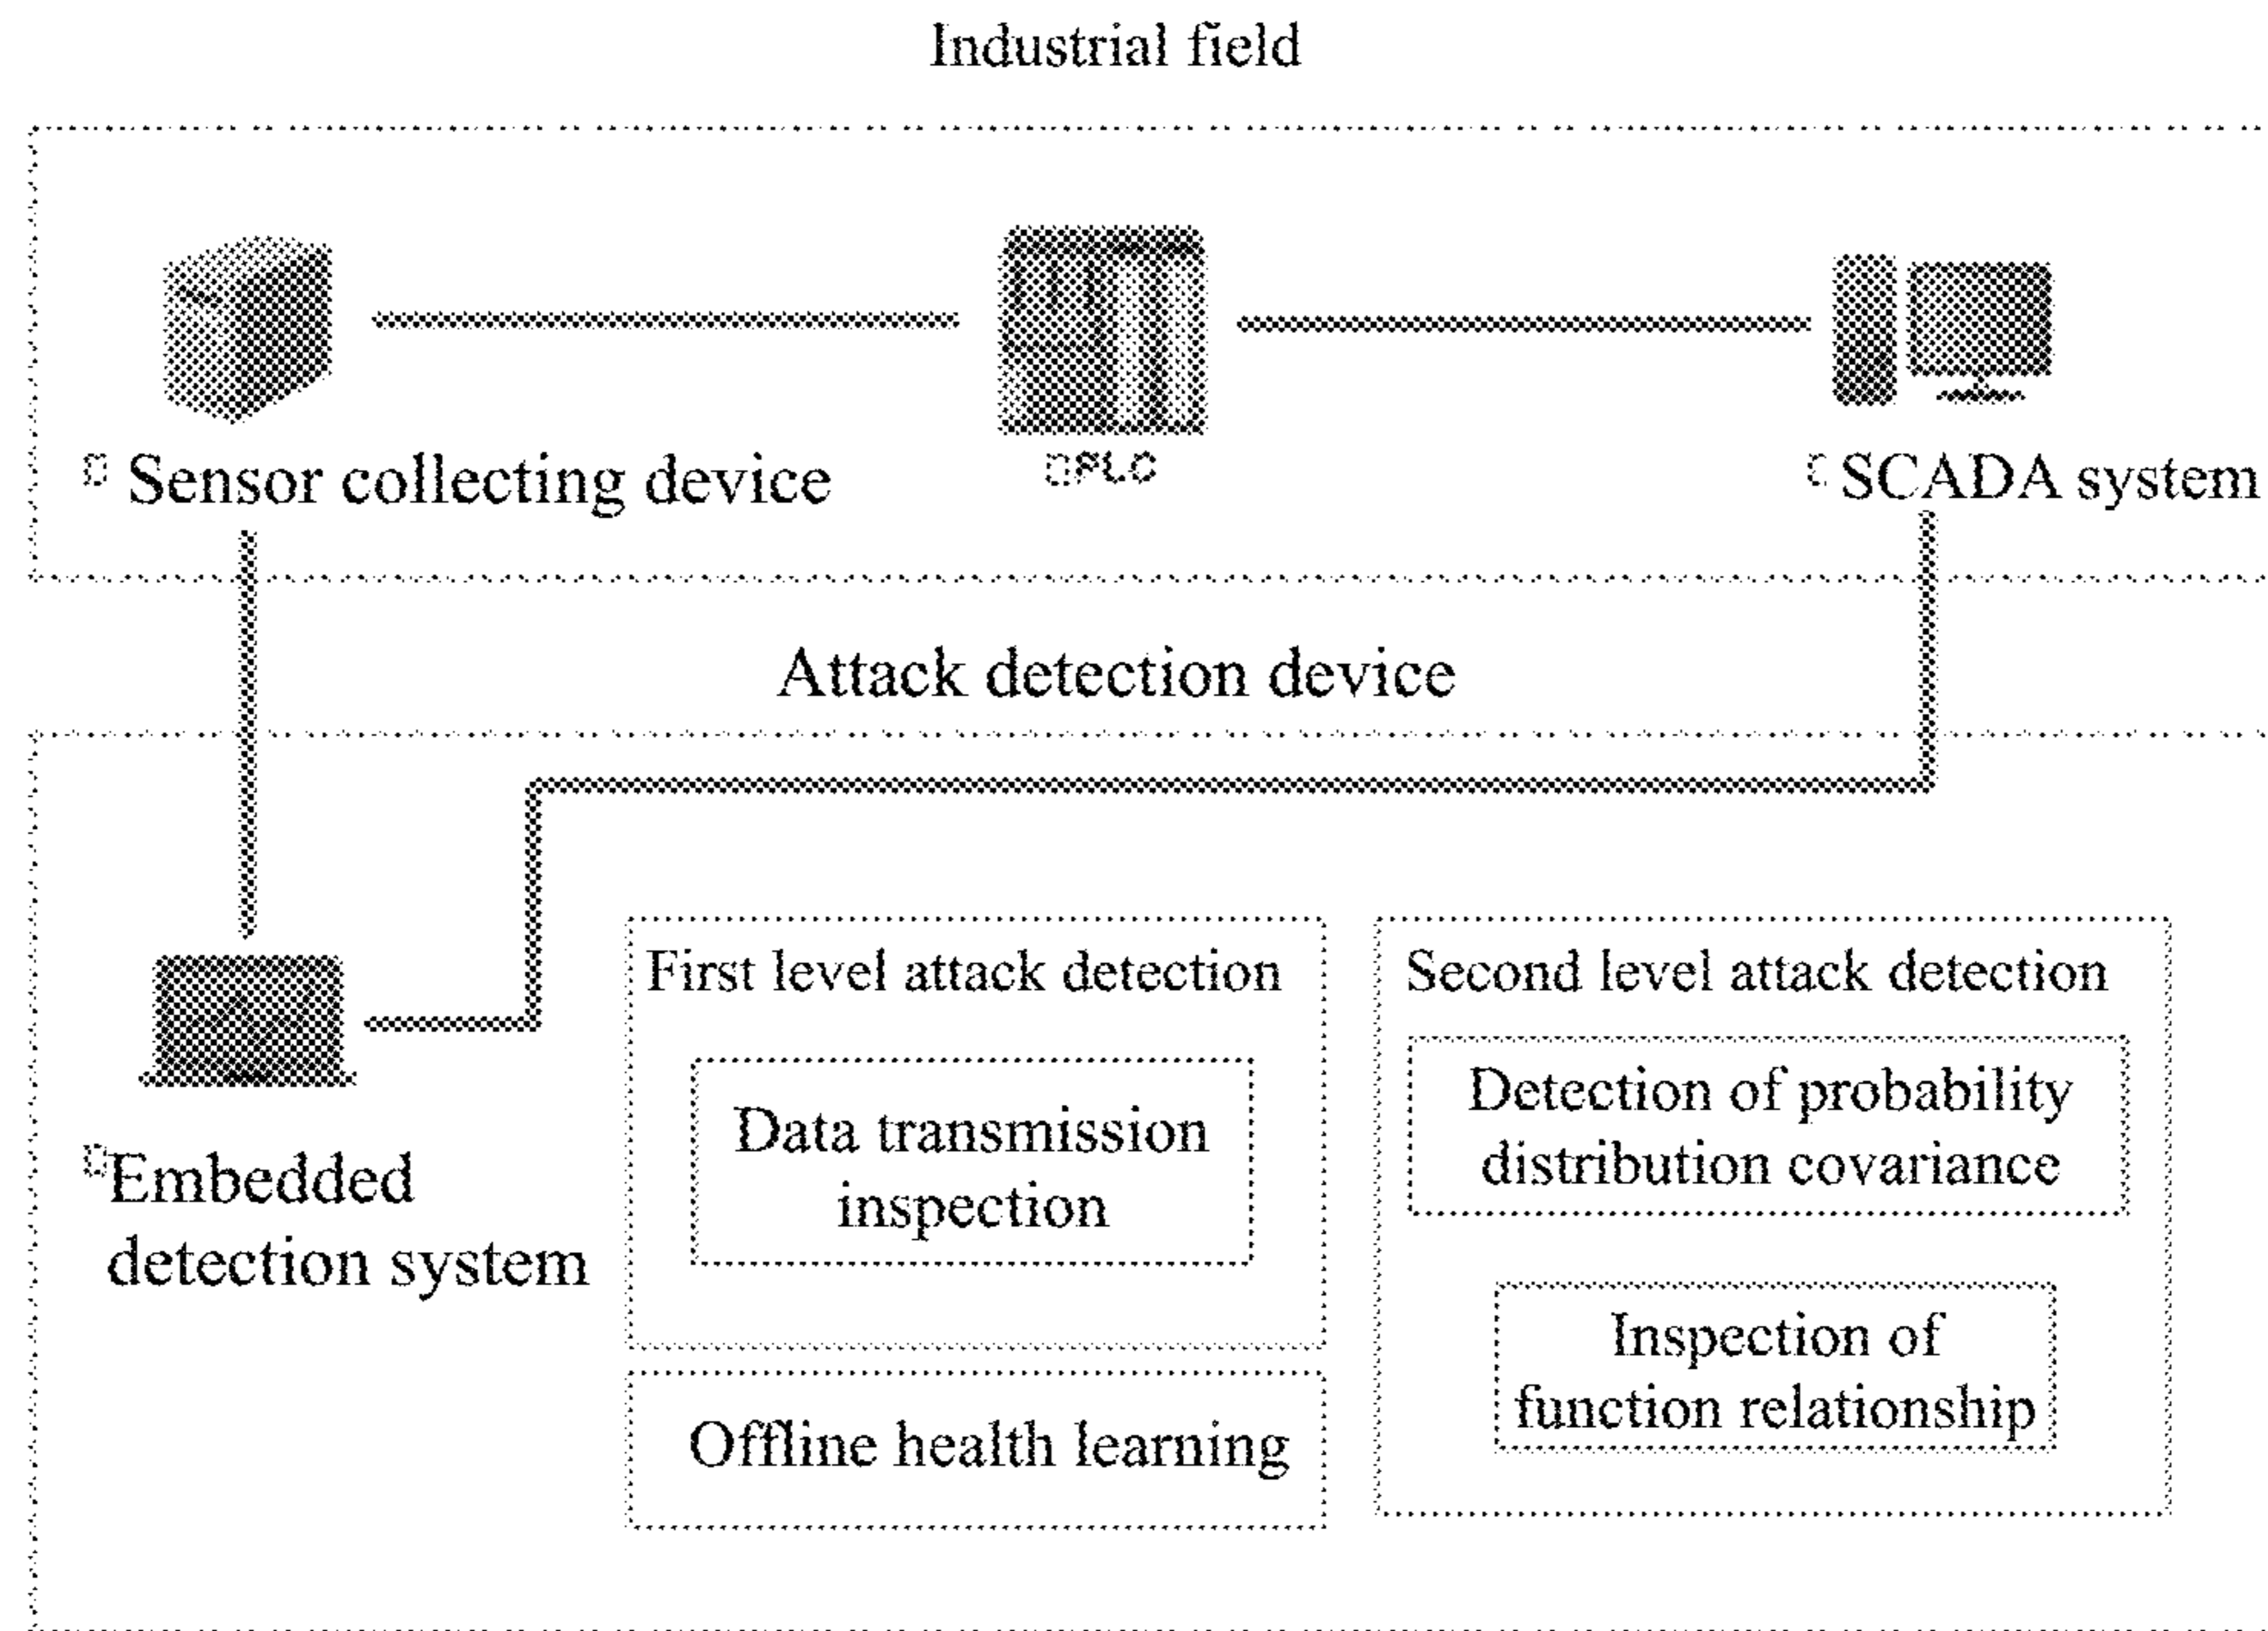 Industrial field
Sensor collecting device
PLC
SCADA system
Attack detection device
Embedded
detection system
First level attack detection
Data transmission
inspection
Offline health learning
Second level attack detection
Detection of probability
distribution covariance
Inspection of
function relationship